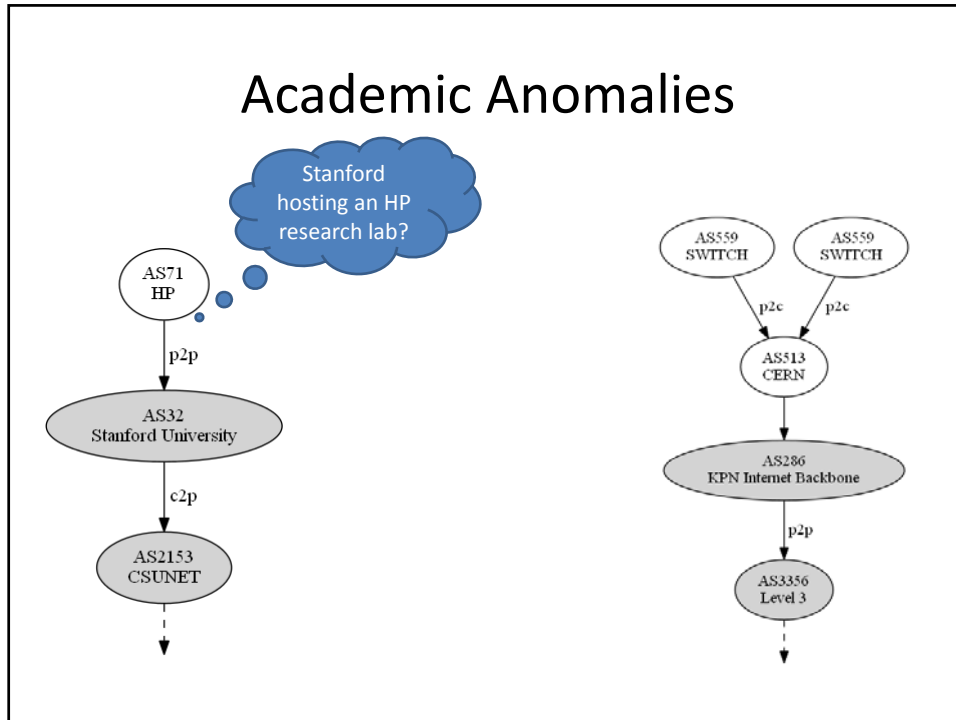 Academic Anomalies
Stanford
hosting an HP
research lab?
AS71
HP
p2p
AS32
Stanford University
c2p
AS2153
CSUNET
AS559
SWITCH
AS559
SWITCH
p2c
p2c
AS513
CERN
AS286
KPN Internet Backbone
p2p
AS3356
Level 3